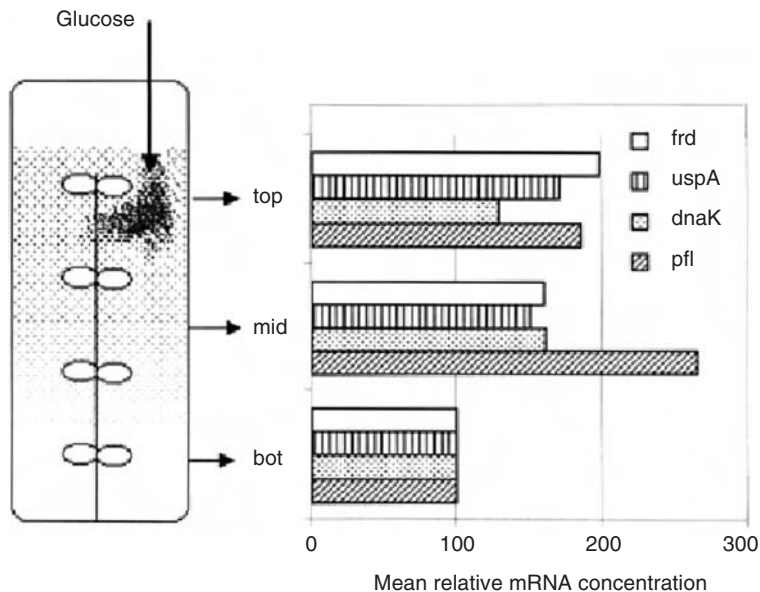 Glucose
top
mid
bot
frd
uspA
dnaK
pfl
0 100 200 300
Mean relative mRNA concentration